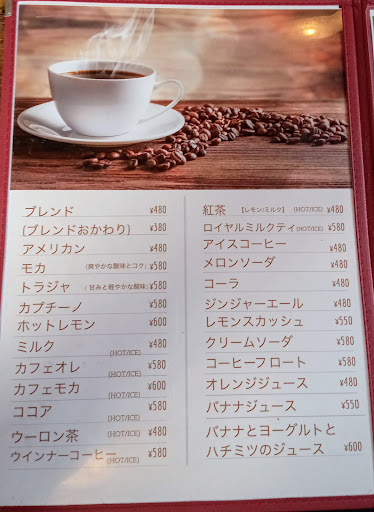 ブレンド ¥480
(ブレンドおかわり) ¥380
アメリカン ¥480
モカ (爽やかな酸味とコク) ¥580
トラジャ (甘みと軽やかな酸味) ¥580
カプチーノ ¥580
ホットレモン ¥600
ミルク (HOT/ICE) ¥480
カフェオレ (HOT/ICE) ¥580
カフェモカ (HOT/ICE) ¥600
ココア (HOT/ICE) ¥580
ウーロン茶 (HOT/ICE) ¥480
ウインナーコーヒー (HOT/ICE) ¥580
紅茶 【レモン/ミルク】 (HOT/ICE) ¥480
ロイヤルミルクティ (HOT/ICE) ¥580
アイスコーヒー ¥480
メロンソーダ ¥480
コーラ ¥480
ジンジャーエール ¥480
レモンスカッシュ ¥550
クリームソーダ ¥580
コーヒーフロート ¥580
オレンジジュース ¥480
バナナジュース ¥550
バナナとヨーグルトと
ハチミツのジュース ¥600